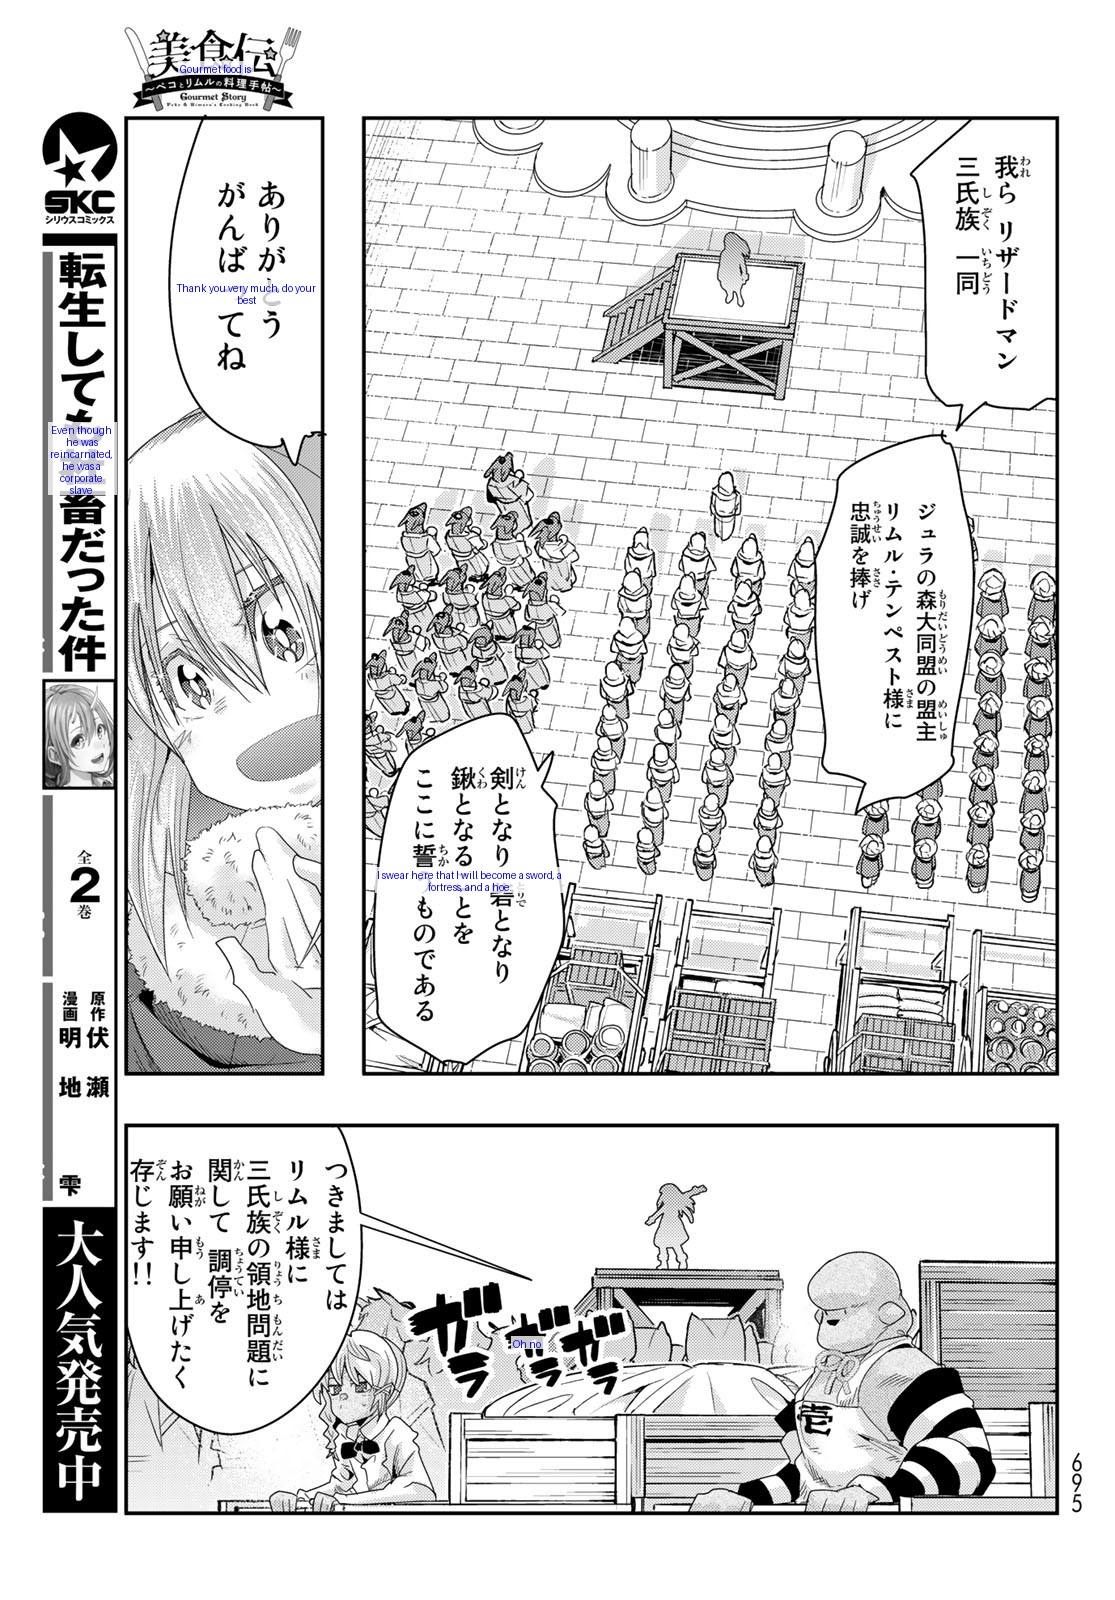 美食伝
Gourmet food is
～ペコとリムルの料理手帖～
Gourmet Story
Peko & Rimuru's Cooking Book
我ら リザードマン
三氏族 一同
ジュラの森大同盟の盟主
リムル・テンペスト様に
忠誠を捧げ
剣となり 砦となり
鍬となる とを
ここに誓 ものである
I swear here that I will become a sword, a
fortress, and a hoe.
ありが う
がんば てね
Thank you very much, do your
best
つきましては
リムル様に
三氏族の領地問題に
関して 調停を
お願い申し上げたく
存じます!!
ガラ
ガラ
ガラ
Oh no
壱
SKC
シリウスコミックス
転生しても社畜だった件
Even though
he was
reincarnated,
he was a
corporate
slave
全2巻
原作 伏瀬
漫画 明地 雫
大人気発売中
695